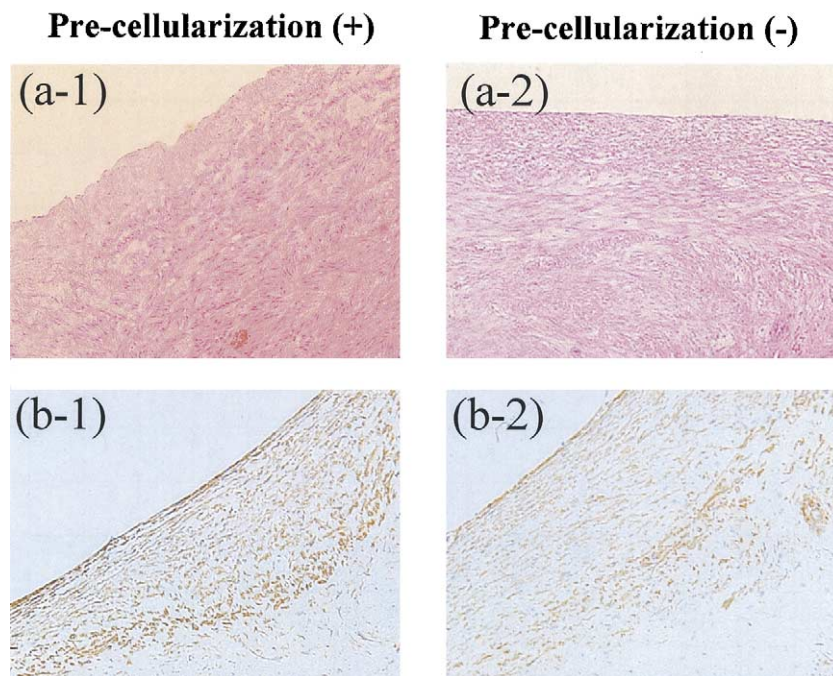 Pre-cellularization (+)
Pre-cellularization (-)
(a-1)
(a-2)
(b-1)
(b-2)